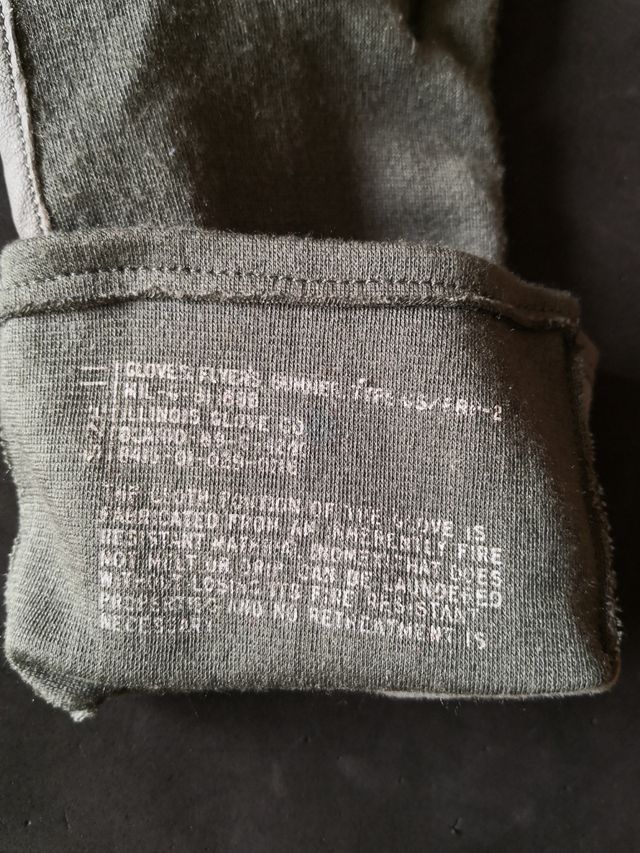 GLOVES, FLYERS SUMMER, TYPE GS/FRP-2
MIL-
ILLINOIS GLOVE CO
THE CLOTH PORTION OF THE GLOVE IS
FABRICATED FROM AN INHERENTLY FIRE
RESISTANT MATERIAL (NOMEX) THAT DOES
NOT MELT OR DRIP. CAN BE LAUNDERED
WITHOUT LOSING ITS FIRE RESISTANT
PROPERTIES AND NO RETREATMENT IS
NECESSARY